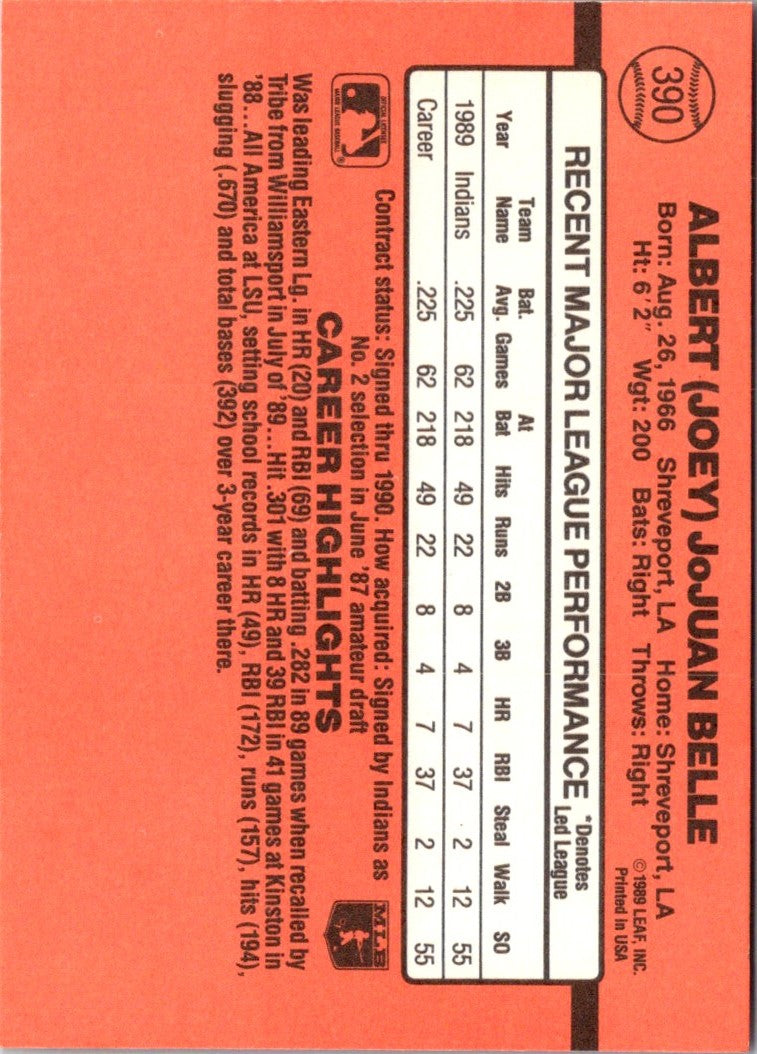 390
ALBERT (JOEY) JoJUAN BELLE
Born: Aug. 26, 1966 Shreveport, LA Home: Shreveport, LA
Ht: 6'2" Wgt: 200 Bats: Right Throws: Right
© 1989 LEAF, INC.
Printed in USA
RECENT MAJOR LEAGUE PERFORMANCE
*Denotes
Led League
Year Team Name Bat. Avg. Games At Bat Hits Runs 2B 3B HR RBI Steal Walk SO
1989 Indians .225 62 218 49 22 8 4 7 37 2 12 55
Career .225 62 218 49 22 8 4 7 37 2 12 55
OFFICIAL LICENSEE
MAJOR LEAGUE BASEBALL
®
Contract status: Signed thru 1990. How acquired: Signed by Indians as
No. 2 selection in June '87 amateur draft
MLB
CAREER HIGHLIGHTS
Was leading Eastern Lg. in HR (20) and RBI (69) and batting .282 in 89 games when recalled by
Tribe from Williamsport in July of '89...Hit .301 with 8 HR and 39 RBI in 41 games at Kinston in
'88...All America at LSU, setting school records in HR (49), RBI (172), runs (157), hits (194),
slugging (.670) and total bases (392) over 3-year career there.